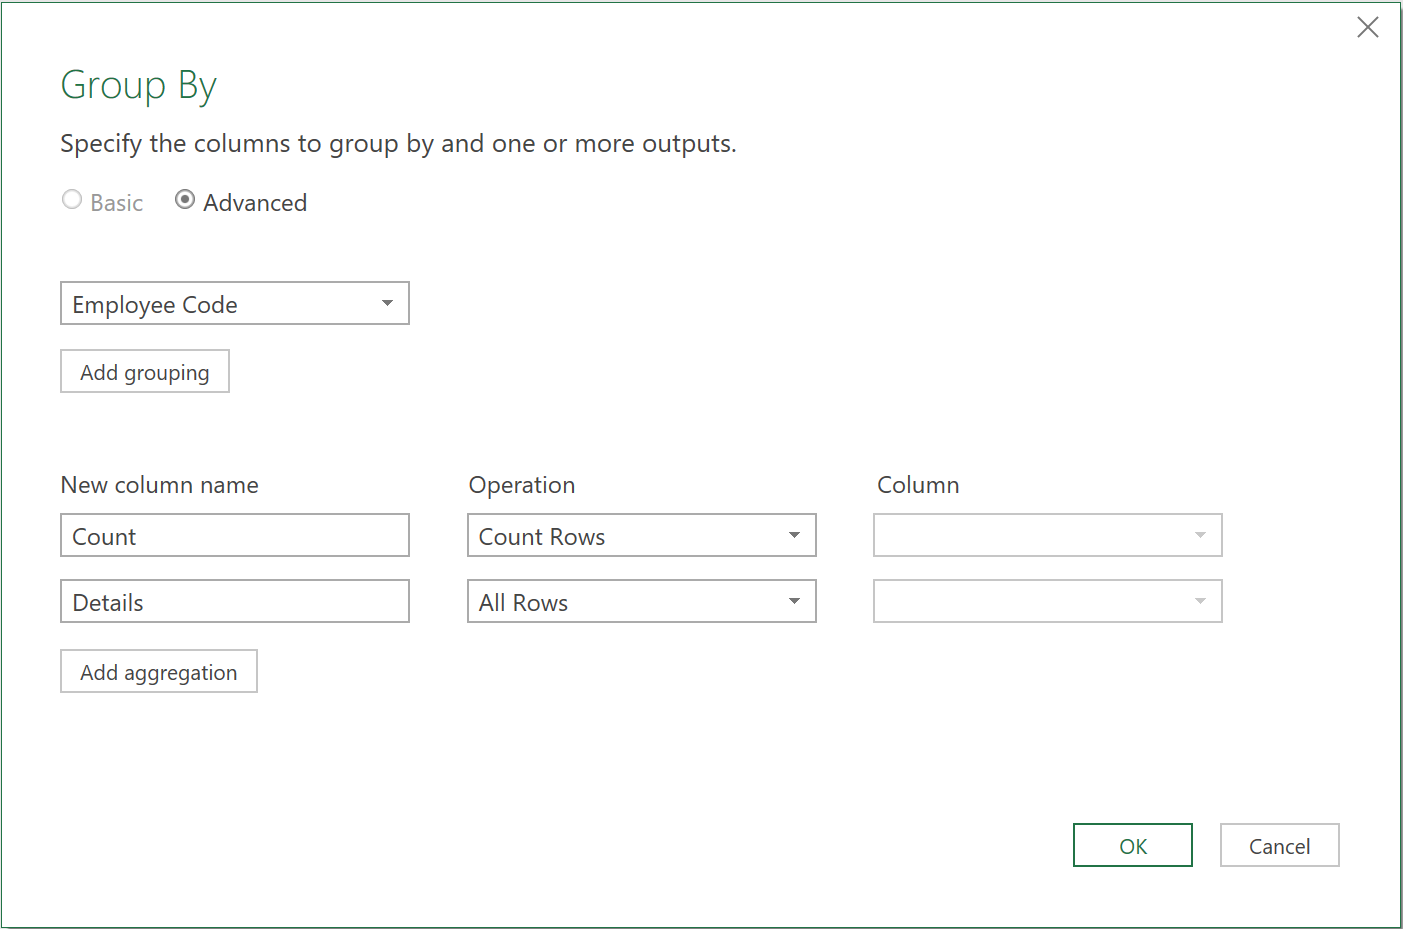 Group By
Specify the columns to group by and one or more outputs.
Basic Advanced
Employee Code
Add grouping
New column name Operation Column
Count Count Rows
Details All Rows
Add aggregation
OK Cancel